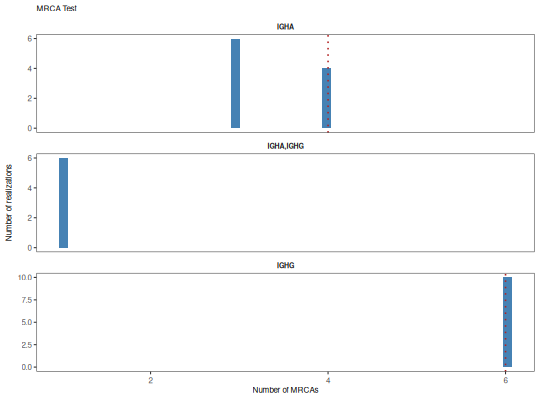 MRCA Test
IGHA
6
4
2
0
IGHA,IGHG
6
4
2
0
Number of realizations
IGHG
10.0
7.5
5.0
2.5
0.0
2 4 6
Number of MRCAs